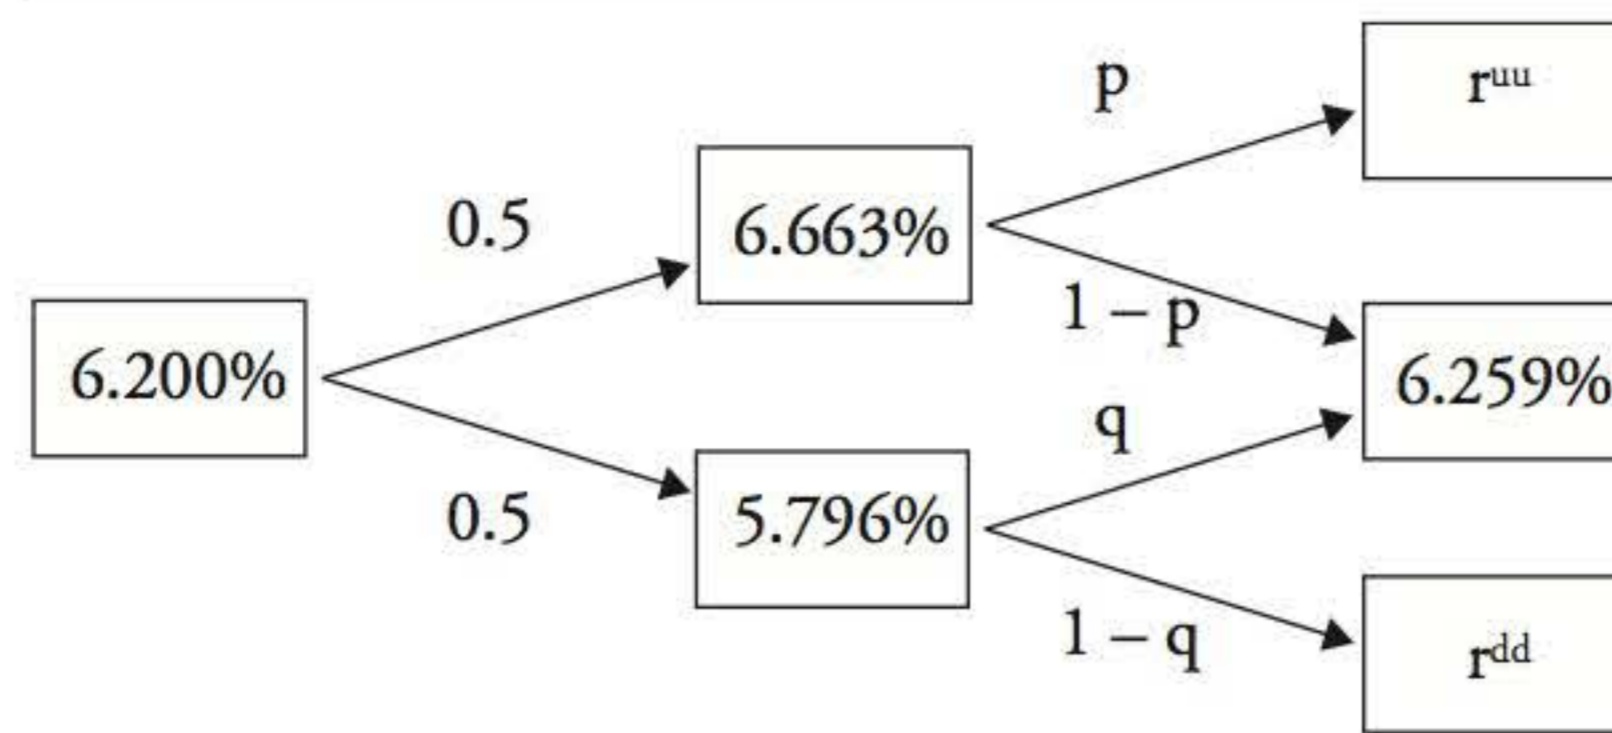 p
r^uu
0.5
6.663%
1 – p
6.200%
6.259%
q
0.5
5.796%
1 – q
r^dd